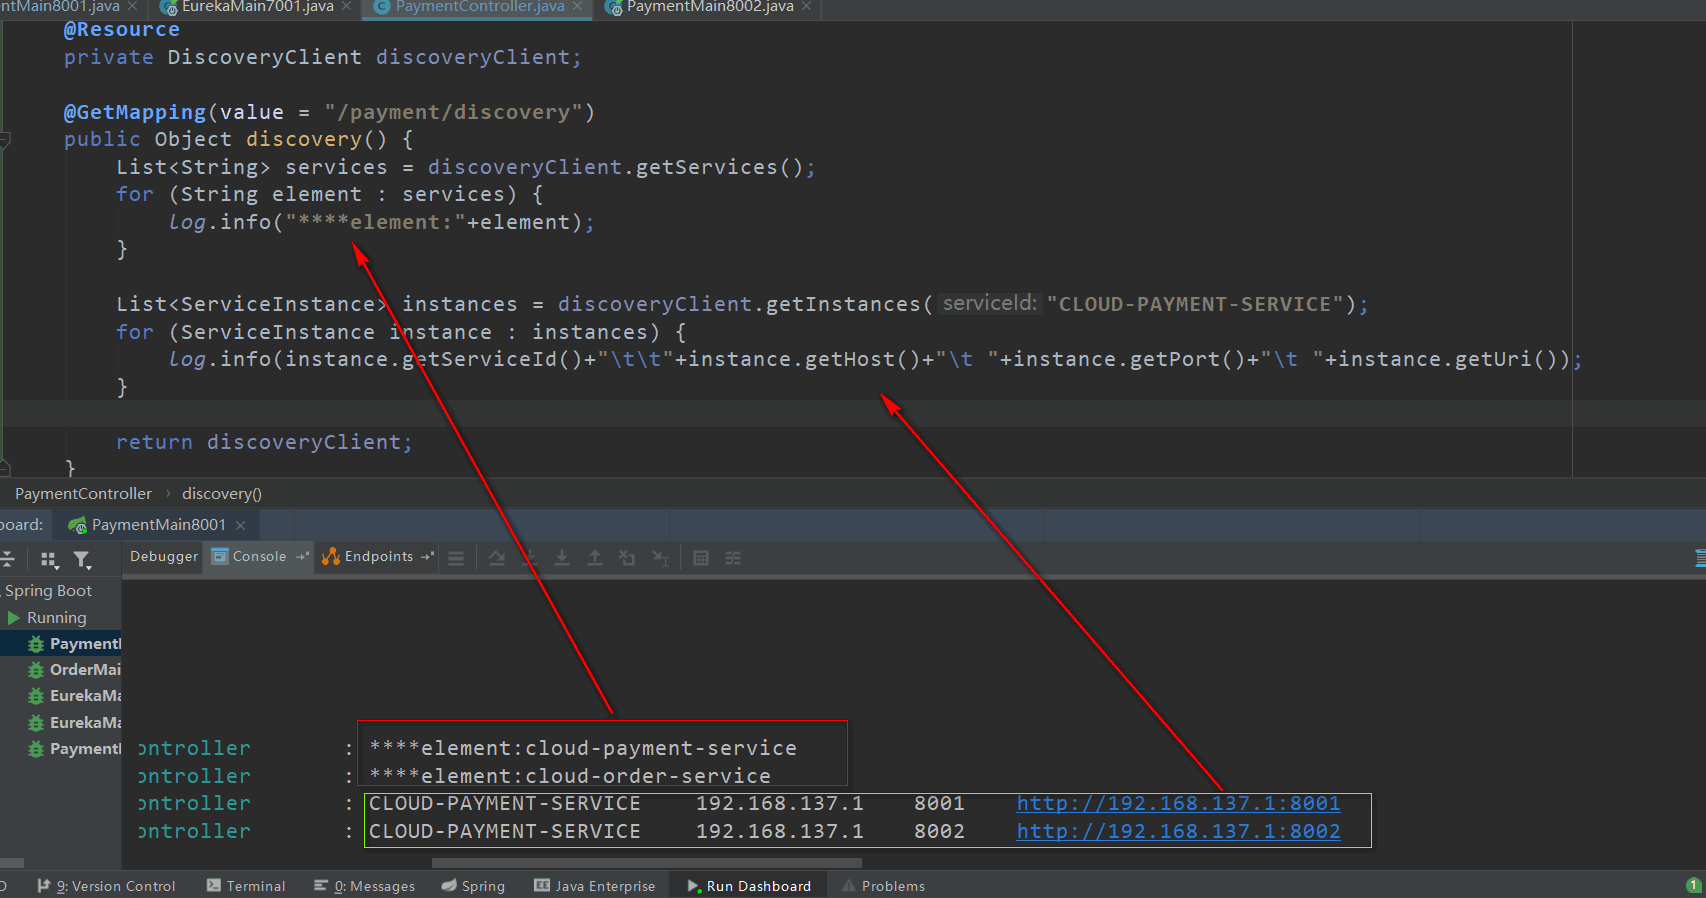 ntMain8001.java × EurekaMain7001.java × PaymentController.java × PaymentMain8002.java ×
@Resource
private DiscoveryClient discoveryClient;
@GetMapping(value = "/payment/discovery")
public Object discovery() {
List<String> services = discoveryClient.getServices();
for (String element : services) {
log.info("****element:"+element);
}
List<ServiceInstance> instances = discoveryClient.getInstances( serviceId: "CLOUD-PAYMENT-SERVICE");
for (ServiceInstance instance : instances) {
log.info(instance.getServiceId()+"\t\t"+instance.getHost()+"\t "+instance.getPort()+"\t "+instance.getUri());
}
return discoveryClient;
}
PaymentController › discovery()
board: PaymentMain8001 ×
Debugger Console Endpoints
Spring Boot
Running
Payment
OrderMai
EurekaMa
EurekaMa
Payment
ontroller : ****element:cloud-payment-service
ontroller : ****element:cloud-order-service
ontroller : CLOUD-PAYMENT-SERVICE 192.168.137.1 8001 http://192.168.137.1:8001
ontroller : CLOUD-PAYMENT-SERVICE 192.168.137.1 8002 http://192.168.137.1:8002
9: Version Control Terminal 0: Messages Spring Java Enterprise Run Dashboard Problems 1